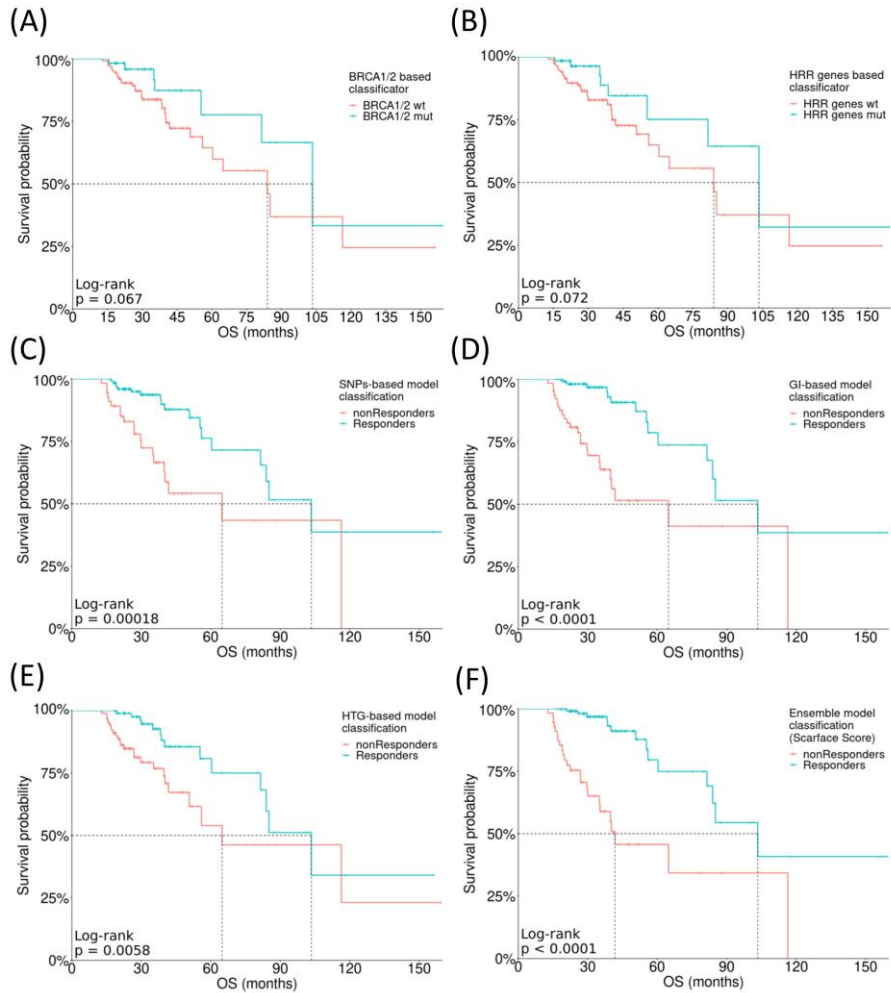 (A)
BRCA1/2 based
classificator
BRCA1/2 wt
BRCA1/2 mut
Survival probability
100%
75%
50%
25%
0%
Log-rank
p = 0.067
0 15 30 45 60 75 90 105 120 135 150
OS (months)
(B)
HRR genes based
classificator
HRR genes wt
HRR genes mut
Survival probability
100%
75%
50%
25%
0%
Log-rank
p = 0.072
0 15 30 45 60 75 90 105 120 135 150
OS (months)
(C)
SNPs-based model
classification
nonResponders
Responders
Survival probability
100%
75%
50%
25%
0%
Log-rank
p = 0.00018
0 30 60 90 120 150
OS (months)
(D)
GI-based model
classification
nonResponders
Responders
Survival probability
100%
75%
50%
25%
0%
Log-rank
p < 0.0001
0 30 60 90 120 150
OS (months)
(E)
HTG-based model
classification
nonResponders
Responders
Survival probability
100%
75%
50%
25%
0%
Log-rank
p = 0.0058
0 30 60 90 120 150
OS (months)
(F)
Ensemble model
classification
(Scarface Score)
nonResponders
Responders
Survival probability
100%
75%
50%
25%
0%
Log-rank
p < 0.0001
0 30 60 90 120 150
OS (months)